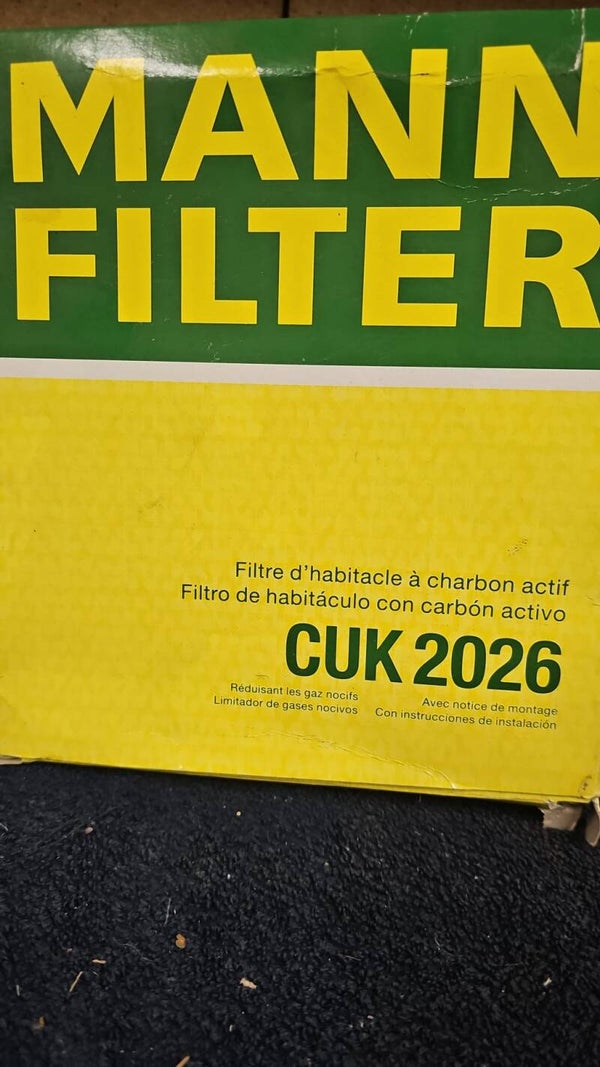 MANN
FILTER
Filtre d'habitacle à charbon actif
Filtro de habitáculo con carbón activo
CUK 2026
Réduisant les gaz nocifs
Limitador de gases nocivos
Avec notice de montage
Con instrucciones de instalación